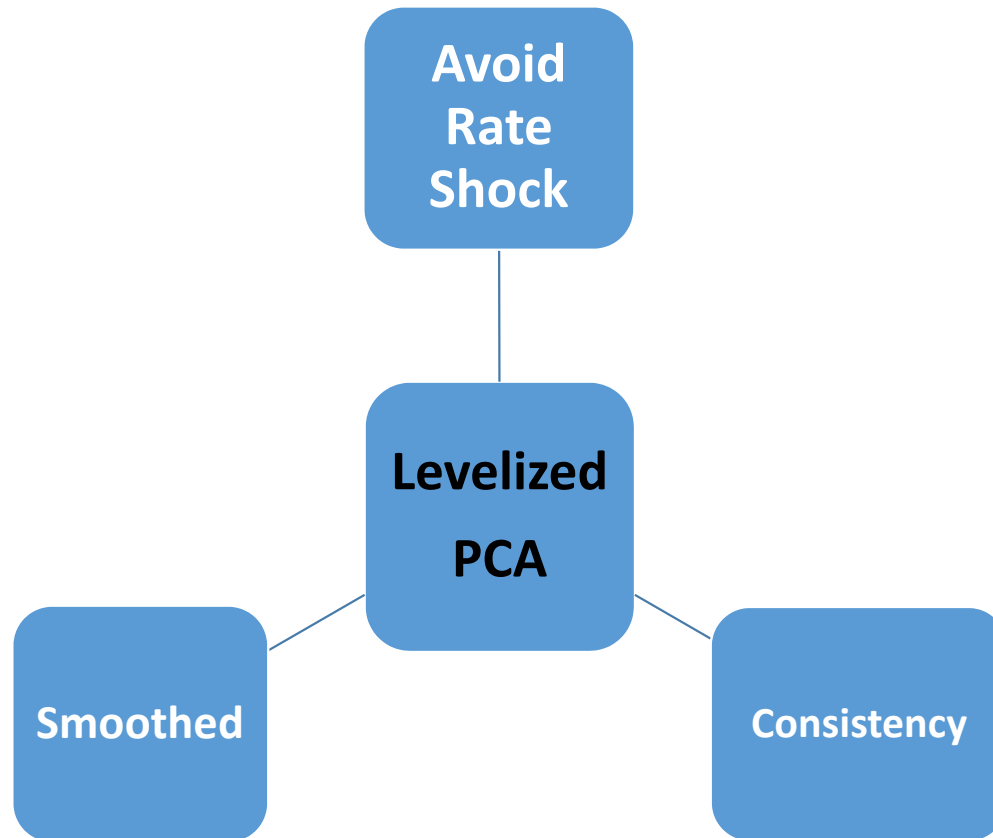 Avoid
Rate
Shock
Levelized
PCA
Smoothed
Consistency